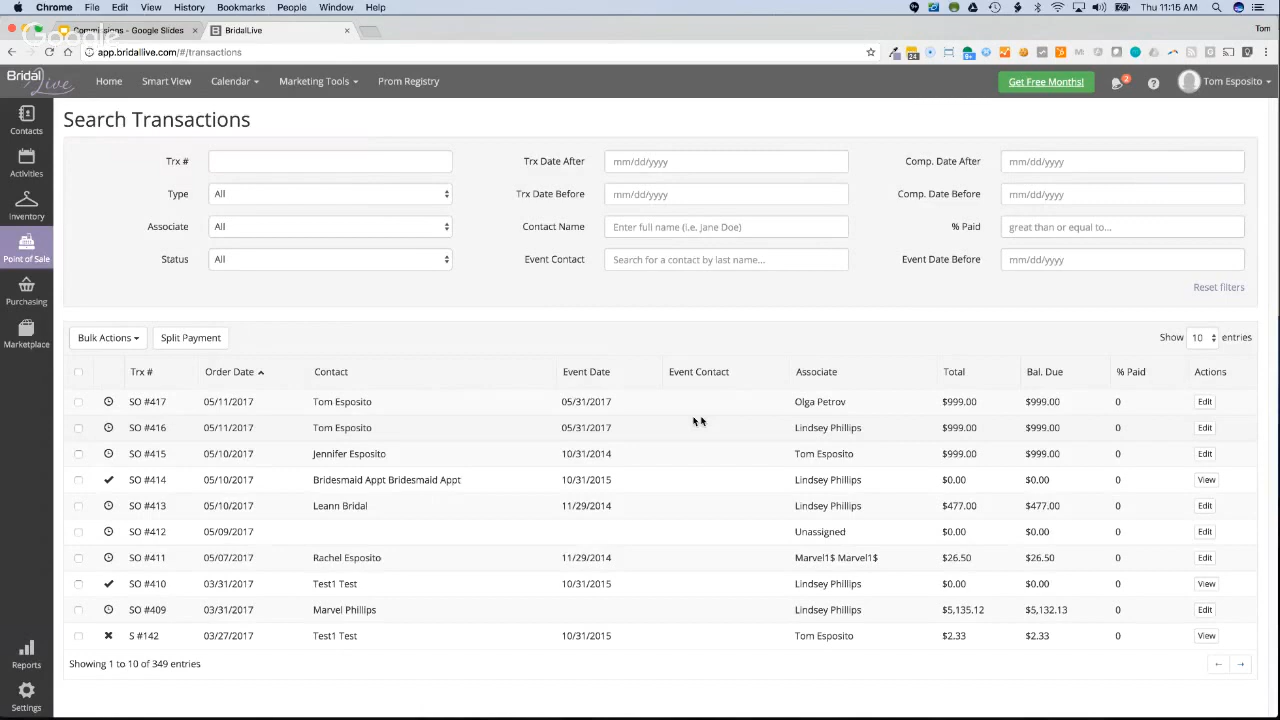 Chrome File Edit View History Bookmarks People Window Help Thu 11:15 AM
Google
Commissions - Google Slides × BridalLive × Tom
app.bridallive.com/#/transactions
Bridal Live Home Smart View Calendar Marketing Tools Prom Registry Get Free Months! 2 Tom Esposito
Contacts
Activities
Inventory
Point of Sale
Purchasing
Marketplace
Reports
Settings
Search Transactions
Trx # Trx Date After mm/dd/yyyy Comp. Date After mm/dd/yyyy
Type All Trx Date Before mm/dd/yyyy Comp. Date Before mm/dd/yyyy
Associate All Contact Name Enter full name (i.e. Jane Doe) % Paid great than or equal to...
Status All Event Contact Search for a contact by last name... Event Date Before mm/dd/yyyy
Reset filters
Bulk Actions Split Payment Show 10 entries
Trx # Order Date Contact Event Date Event Contact Associate Total Bal. Due % Paid Actions
SO #417 05/11/2017 Tom Esposito 05/31/2017 Olga Petrov $999.00 $999.00 0 Edit
SO #416 05/11/2017 Tom Esposito 05/31/2017 Lindsey Phillips $999.00 $999.00 0 Edit
SO #415 05/10/2017 Jennifer Esposito 10/31/2014 Tom Esposito $999.00 $999.00 0 Edit
SO #414 05/10/2017 Bridesmaid Appt Bridesmaid Appt 10/31/2015 Lindsey Phillips $0.00 $0.00 0 View
SO #413 05/10/2017 Leann Bridal 11/29/2014 Lindsey Phillips $477.00 $477.00 0 Edit
SO #412 05/09/2017 Unassigned $0.00 $0.00 0 Edit
SO #411 05/07/2017 Rachel Esposito 11/29/2014 Marvel1$ Marvel1$ $26.50 $26.50 0 Edit
SO #410 03/31/2017 Test1 Test 10/31/2015 Lindsey Phillips $0.00 $0.00 0 View
SO #409 03/31/2017 Marvel Phillips Lindsey Phillips $5,135.12 $5,132.13 0 Edit
S #142 03/27/2017 Test1 Test 10/31/2015 Tom Esposito $2.33 $2.33 0 View
Showing 1 to 10 of 349 entries ← →